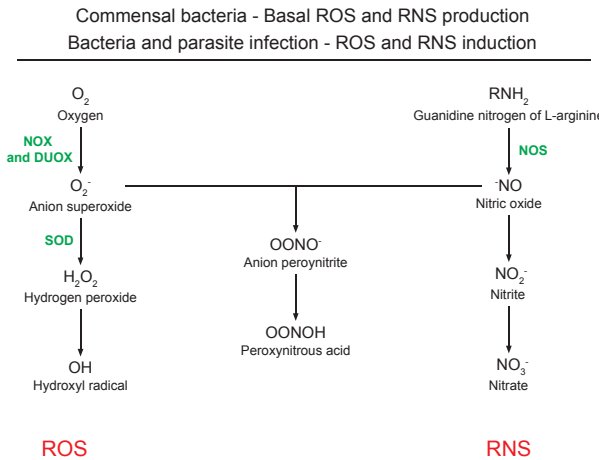 Commensal bacteria - Basal ROS and RNS production
Bacteria and parasite infection - ROS and RNS induction
O₂
Oxygen
RNH₂
Guanidine nitrogen of L-arginine
NOX
and DUOX
NOS
O₂⁻
Anion superoxide
⁻NO
Nitric oxide
SOD
OONO⁻
Anion peroynitrite
H₂O₂
Hydrogen peroxide
NO₂⁻
Nitrite
OONOH
Peroxynitrous acid
OH
Hydroxyl radical
NO₃⁻
Nitrate
ROS
RNS